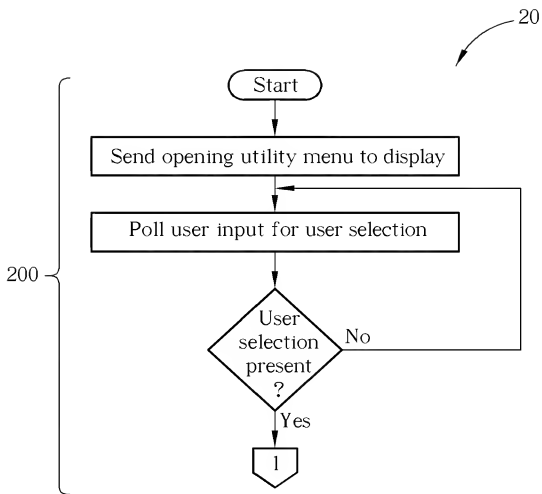 20
Start
Send opening utility menu to display
Poll user input for user selection
200
User
selection
present
?
No
Yes
1